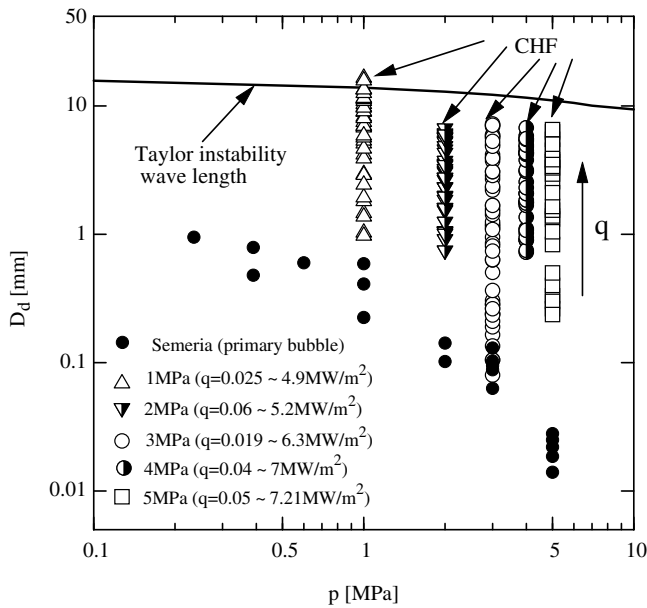 CHF
10
Taylor instability
wave length
1
q
D_d [mm]
Semeria (primary bubble)
0.1
1MPa (q=0.025 ~ 4.9MW/m²)
2MPa (q=0.06 ~ 5.2MW/m²)
3MPa (q=0.019 ~ 6.3MW/m²)
4MPa (q=0.04 ~ 7MW/m²)
0.01
5MPa (q=0.05 ~ 7.21MW/m²)
0.1 0.5 1 5 10
p [MPa]